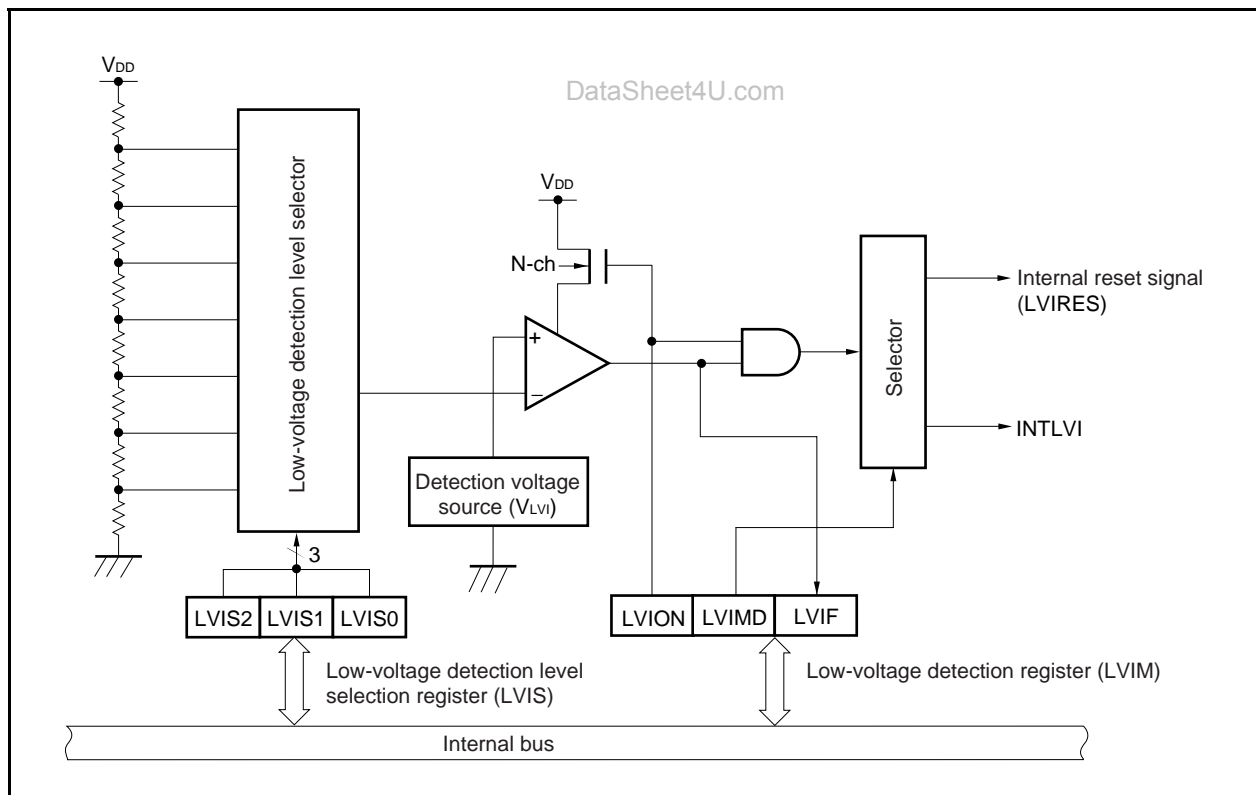 VDD
DataSheet4U.com
Low-voltage detection level selector
VDD
N-ch
+
−
Detection voltage
source (VLVI)
Selector
Internal reset signal
(LVIRES)
INTLVI
3
LVIS2 LVIS1 LVIS0
LVION LVIMD LVIF
Low-voltage detection level
selection register (LVIS)
Low-voltage detection register (LVIM)
Internal bus